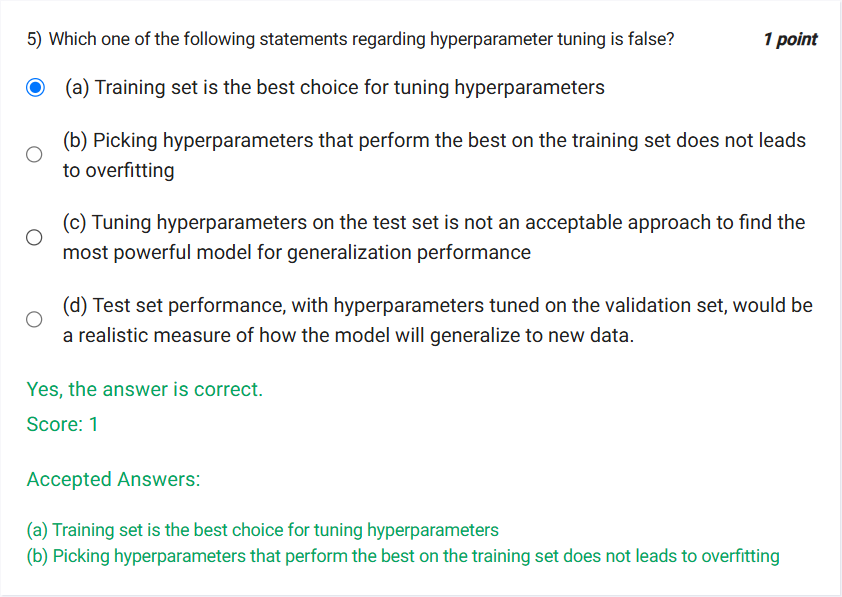 5) Which one of the following statements regarding hyperparameter tuning is false? 1 point
(a) Training set is the best choice for tuning hyperparameters
(b) Picking hyperparameters that perform the best on the training set does not leads
to overfitting
(c) Tuning hyperparameters on the test set is not an acceptable approach to find the
most powerful model for generalization performance
(d) Test set performance, with hyperparameters tuned on the validation set, would be
a realistic measure of how the model will generalize to new data.
Yes, the answer is correct.
Score: 1
Accepted Answers:
(a) Training set is the best choice for tuning hyperparameters
(b) Picking hyperparameters that perform the best on the training set does not leads to overfitting